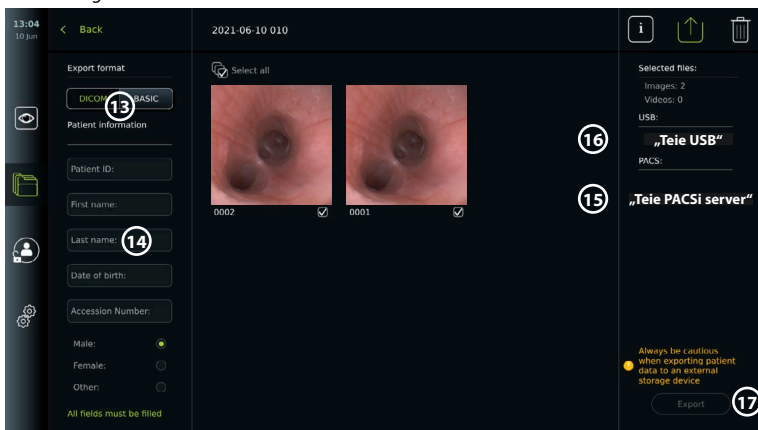 13:04
10 Jun
< Back
2021-06-10 010
i
Export format
Select all
DICOM
BASIC
13
Patient information
Patient ID:
First name:
Last name:
14
Date of birth:
Accession Number:
Male:
Female:
Other:
All fields must be filled
0002
0001
Selected files:
Images: 2
Videos: 0
USB:
16
„Teie USB“
PACS:
15
„Teie PACSi server“
Always be cautious
when exporting patient
data to an external
storage device
Export
17